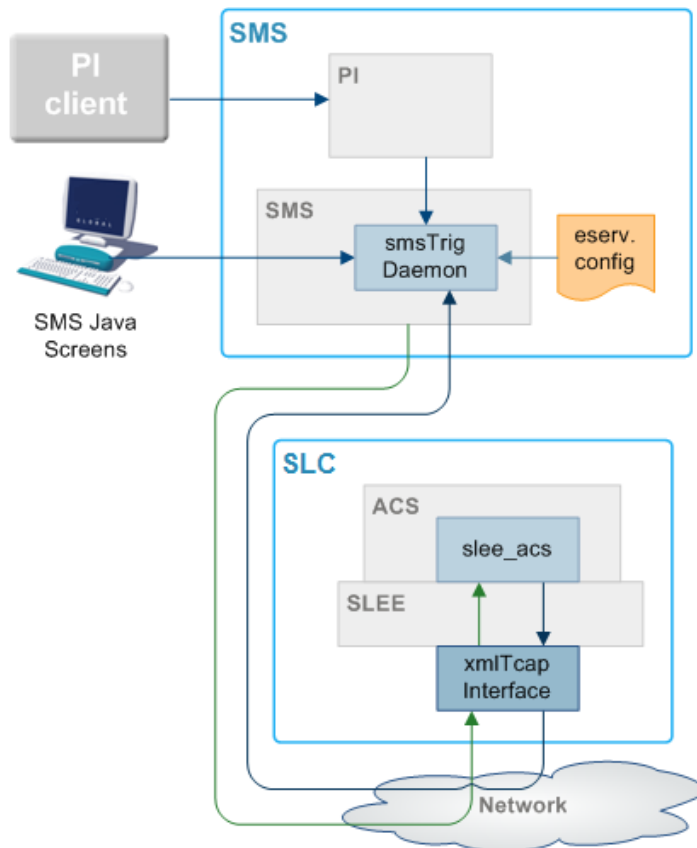 SMS
PI
client
PI
SMS
smsTrig
Daemon
eserv.
config
GLOBAL
SMS Java
Screens
SLC
ACS
slee_acs
SLEE
xmlTcap
Interface
Network